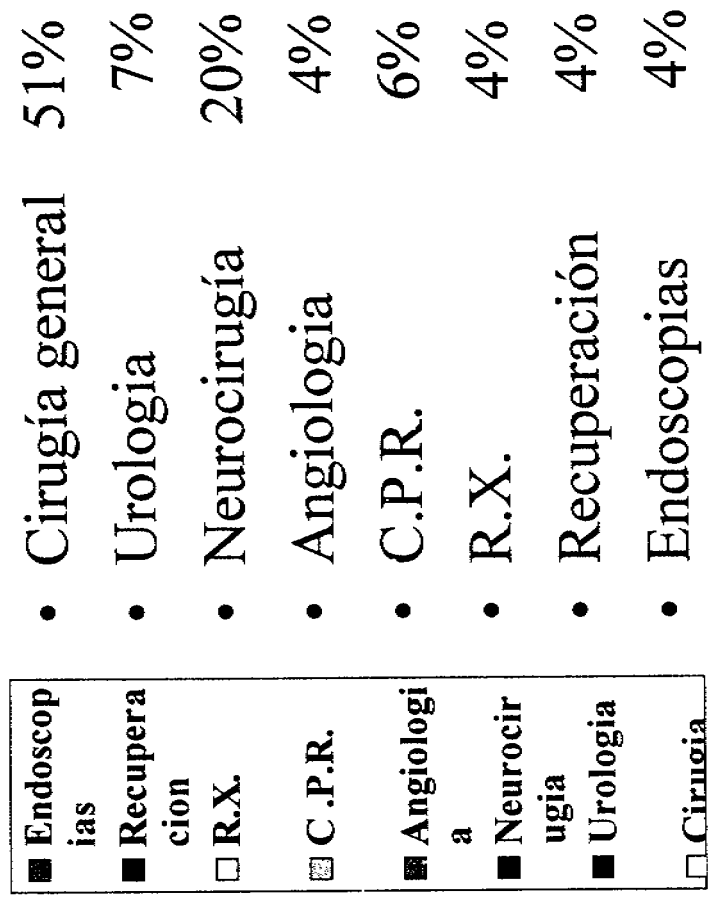 • Cirugía general 51%
• Urologia 7%
• Neurocirugía 20%
• Angiologia 4%
• C.P.R. 6%
• R.X. 4%
• Recuperación 4%
• Endoscopias 4%
Endoscop
ias
Recupera
cion
R.X.
C.P.R.
Angiologi
a
Neurocir
ugia
Urologia
Cirugia